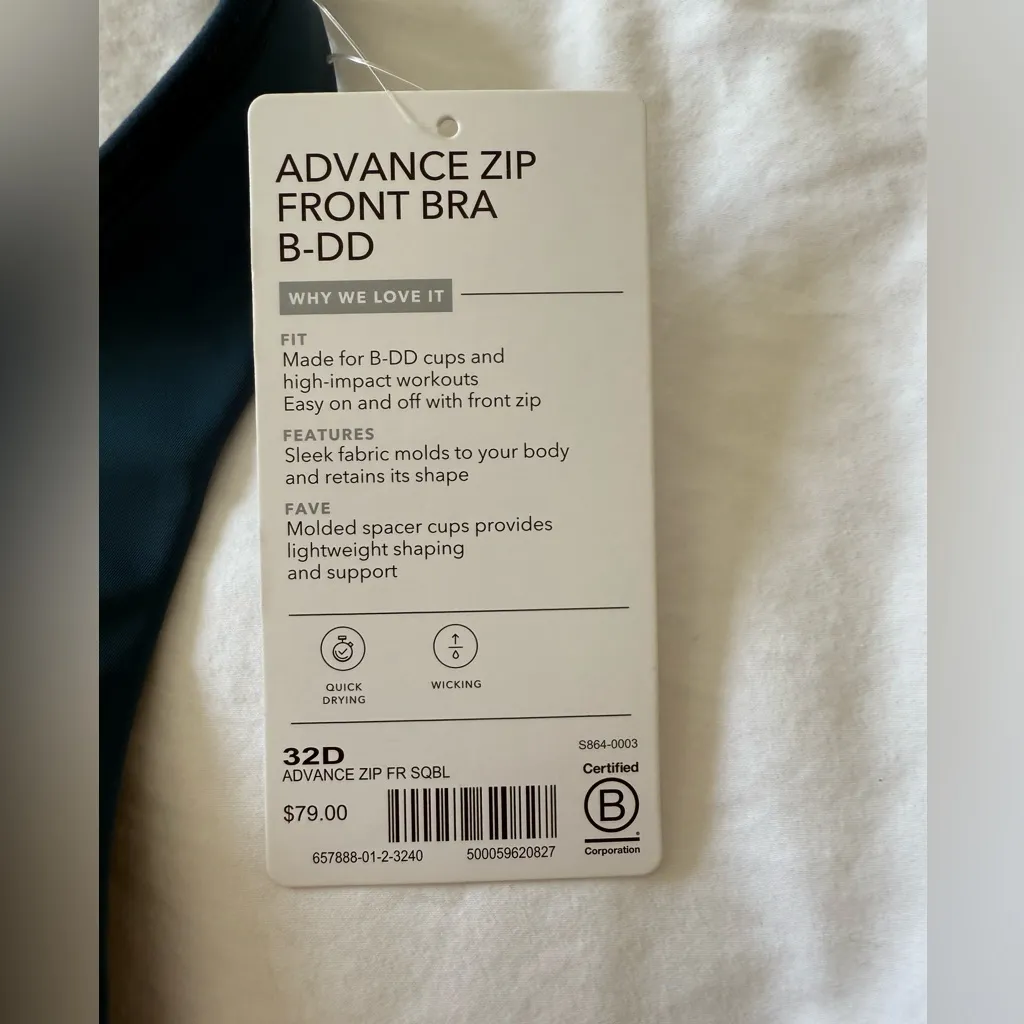 ADVANCE ZIP
FRONT BRA
B-DD
WHY WE LOVE IT
FIT
Made for B-DD cups and
high-impact workouts
Easy on and off with front zip
FEATURES
Sleek fabric molds to your body
and retains its shape
FAVE
Molded spacer cups provides
lightweight shaping
and support
QUICK
DRYING
WICKING
32D
S864-0003
ADVANCE ZIP FR SQBL
$79.00
Certified
B
Corporation
657888-01-2-3240
500059620827